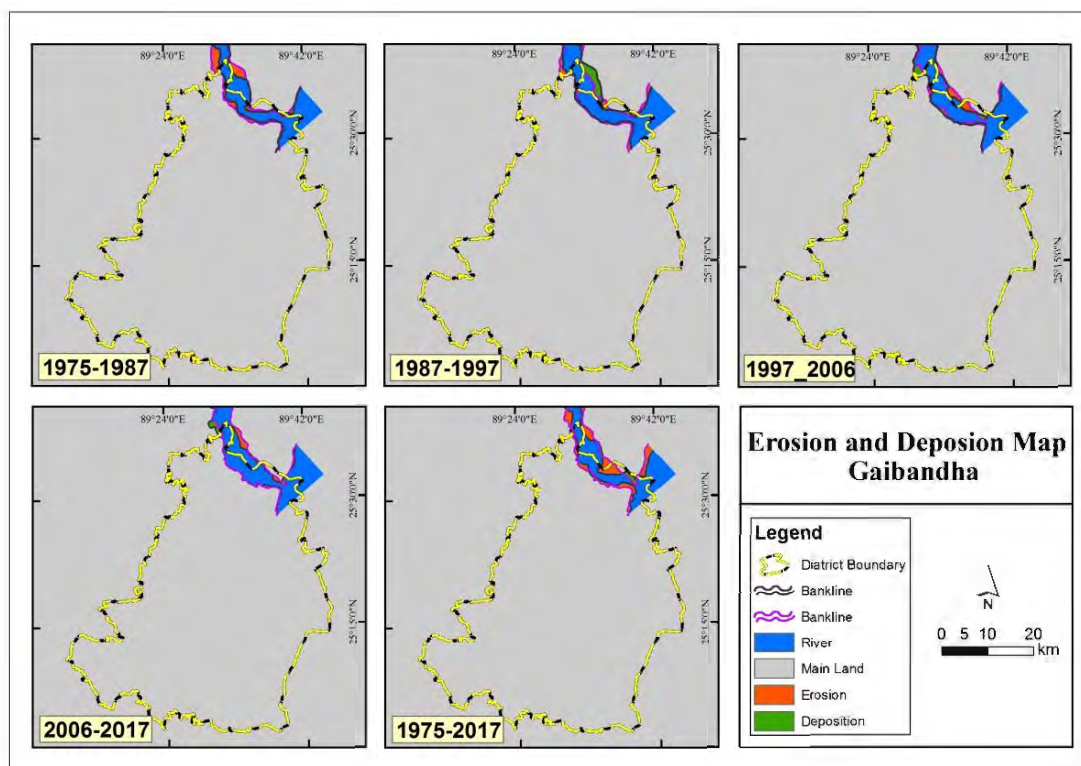 89°24'0"E 89°42'0"E
25°30'0"N
25°15'0"N
1975-1987
89°24'0"E 89°42'0"E
25°30'0"N
25°15'0"N
1987-1997
89°24'0"E 89°42'0"E
25°30'0"N
25°15'0"N
1997_2006
89°24'0"E 89°42'0"E
25°30'0"N
25°15'0"N
2006-2017
89°24'0"E 89°42'0"E
25°30'0"N
25°15'0"N
1975-2017
Erosion and Deposion Map
Gaibandha
Legend
District Boundary
Bankline
Bankline
River
Main Land
Erosion
Deposition
N
0 5 10 20
km